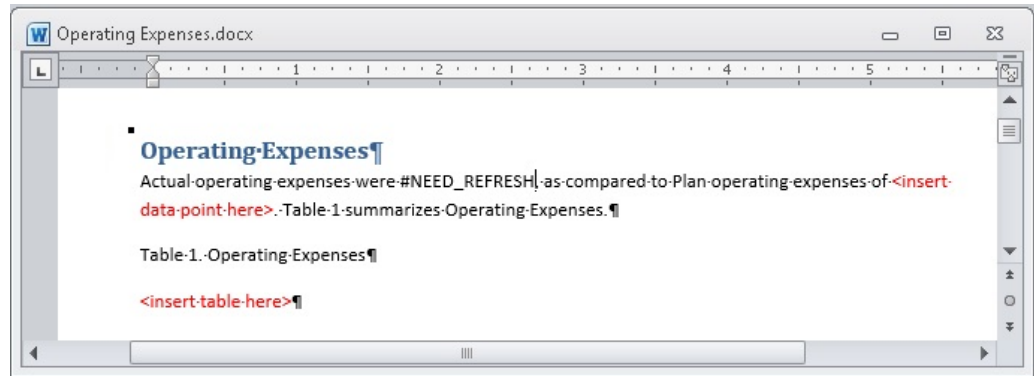 Operating Expenses.docx
1 2 3 4 5
Operating·Expenses¶
Actual·operating·expenses·were·#NEED_REFRESH,·as·compared·to·Plan·operating·expenses·of·<insert·
data·point·here>.·Table·1·summarizes·Operating·Expenses.¶
Table·1.·Operating·Expenses¶
<insert·table·here>¶